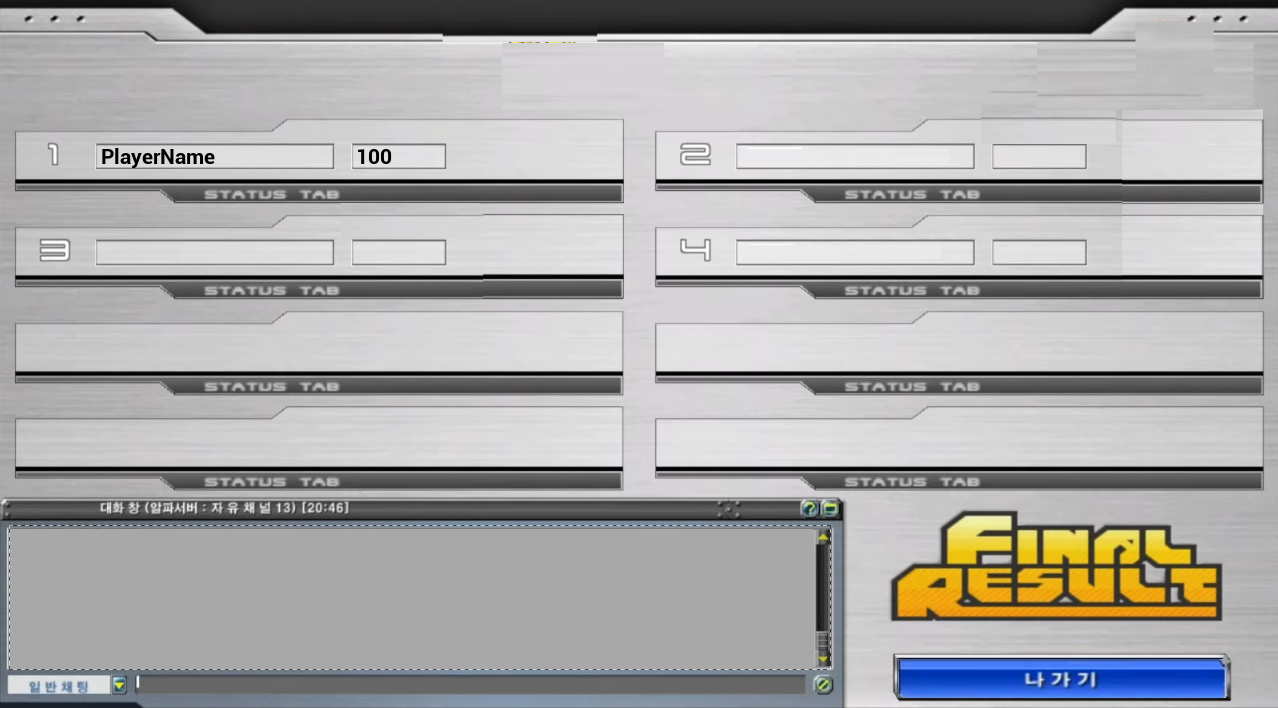 1 PlayerName 100
STATUS TAB
2
STATUS TAB
3
STATUS TAB
4
STATUS TAB
STATUS TAB
STATUS TAB
STATUS TAB
STATUS TAB
대화 창 (알파서버 : 자 유 채 널 13) [20:46]
일 반 채 팅
FINAL
RESULT
나 가 기